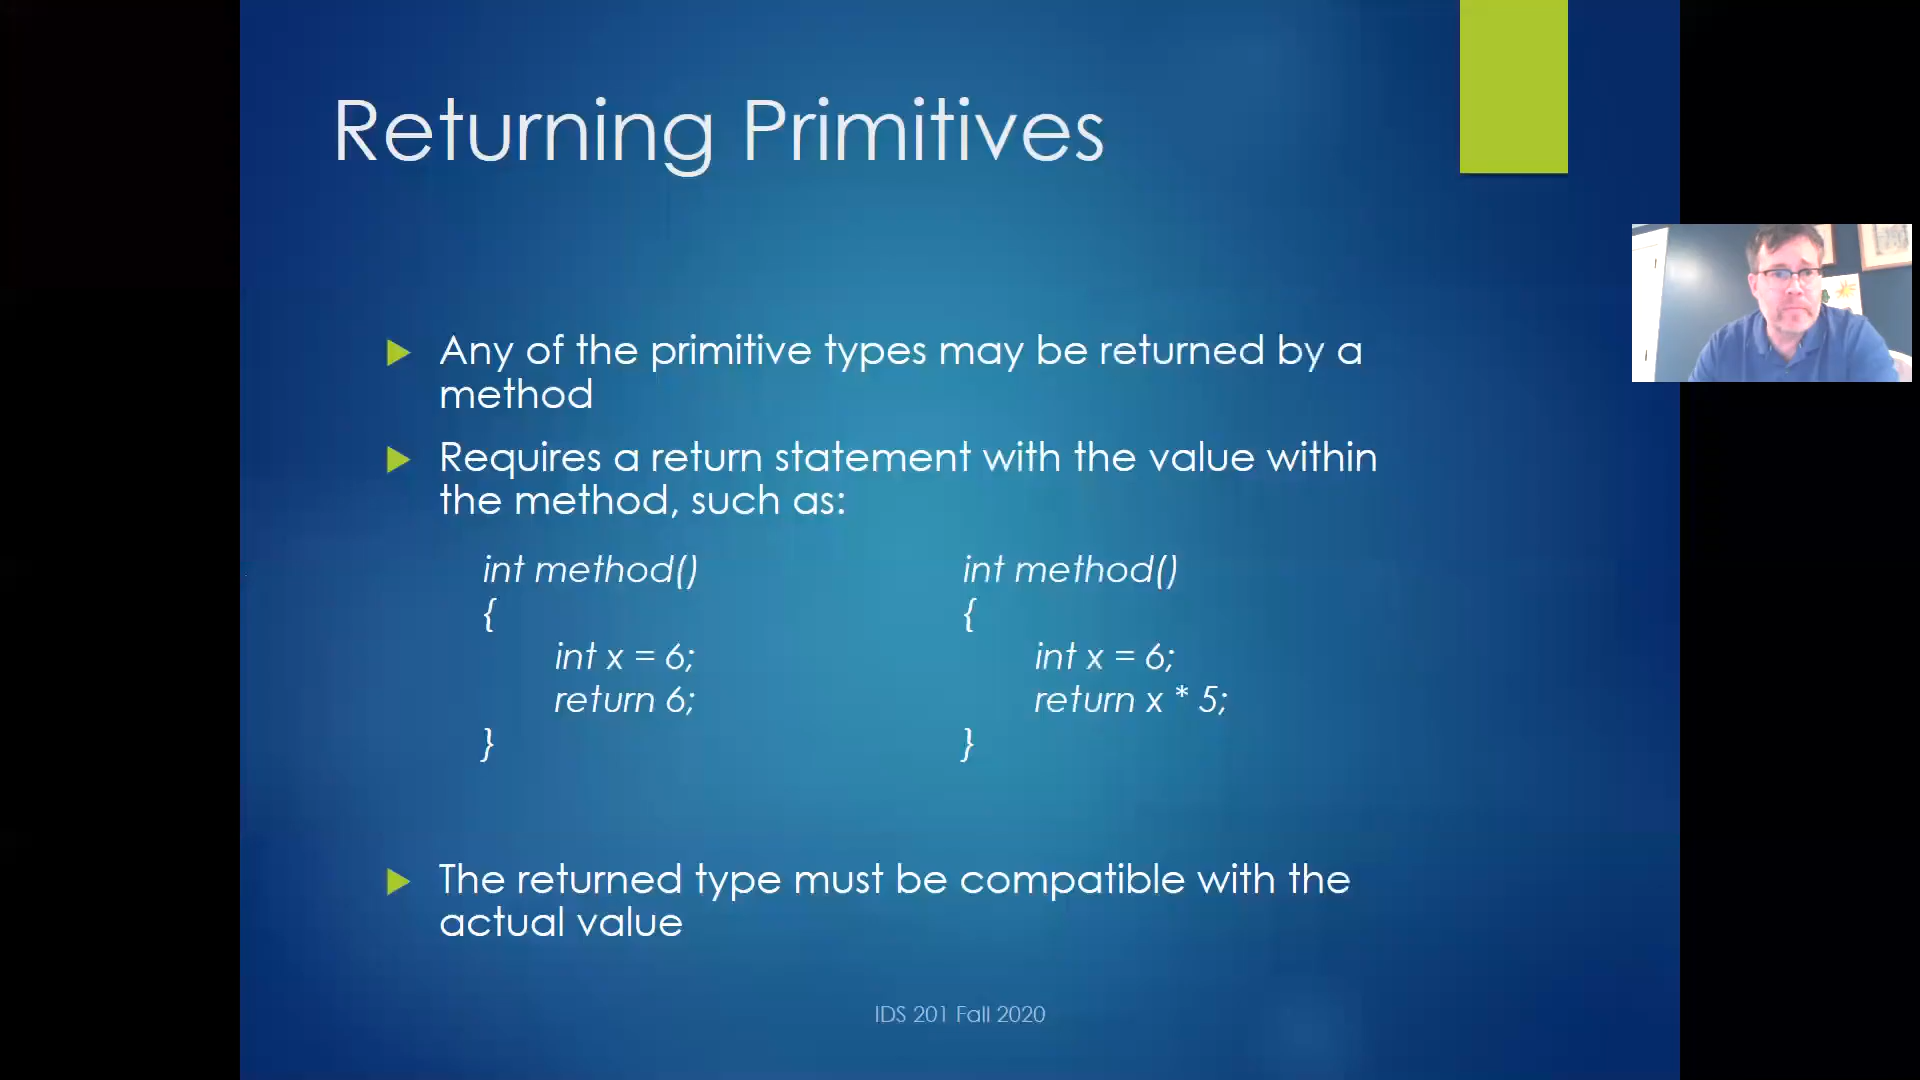 Returning Primitives
Any of the primitive types may be returned by a
method
Requires a return statement with the value within
the method, such as:
int method()
{
int x = 6;
return 6;
}
int method()
{
int x = 6;
return x * 5;
}
The returned type must be compatible with the
actual value
IDS 201 Fall 2020